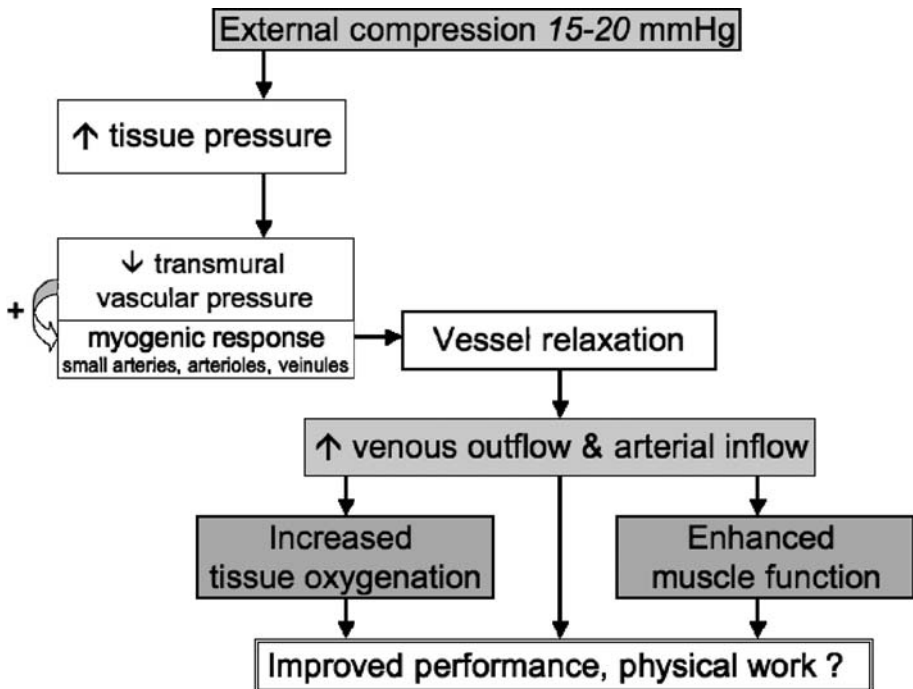 External compression 15-20 mmHg
↑ tissue pressure
↓ transmural
vascular pressure
+
myogenic response
small arteries, arterioles, veinules
Vessel relaxation
↑ venous outflow & arterial inflow
Increased
tissue oxygenation
Enhanced
muscle function
Improved performance, physical work ?